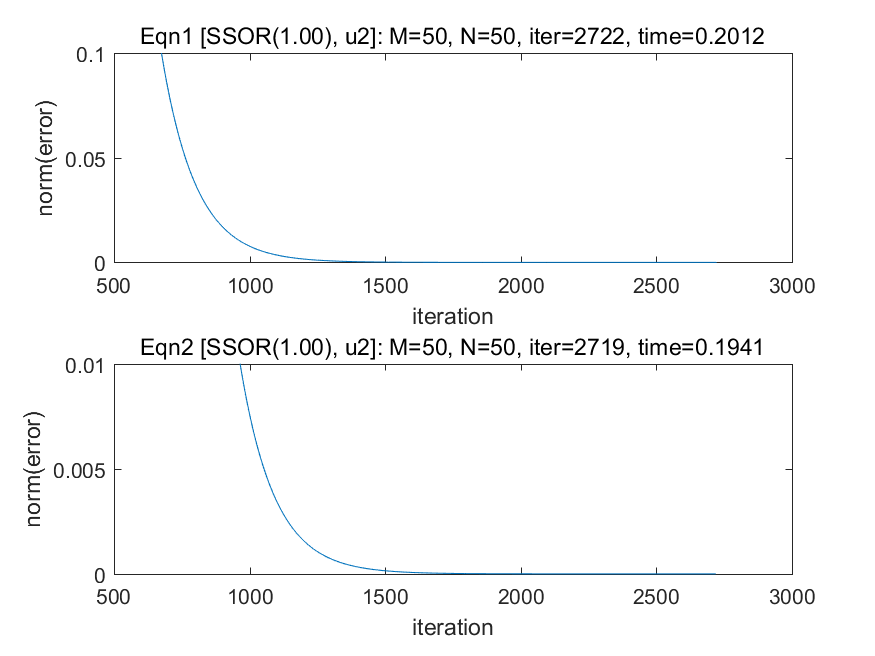 Eqn1 [SSOR(1.00), u2]: M=50, N=50, iter=2722, time=0.2012
0.1
0.05
0
norm(error)
500 1000 1500 2000 2500 3000
iteration
Eqn2 [SSOR(1.00), u2]: M=50, N=50, iter=2719, time=0.1941
0.01
0.005
0
norm(error)
500 1000 1500 2000 2500 3000
iteration